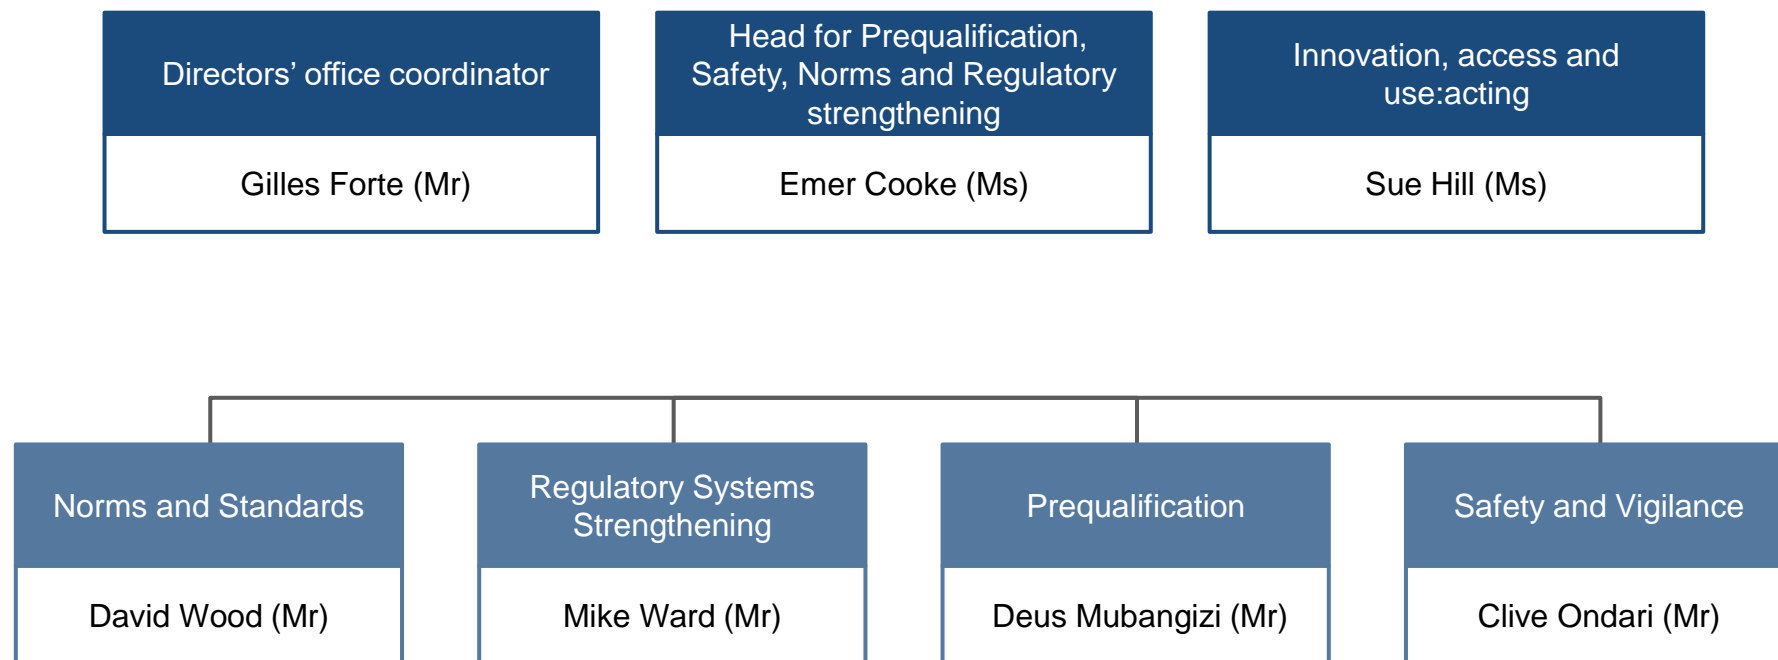 Directors’ office coordinator
Gilles Forte (Mr)
Head for Prequalification,
Safety, Norms and Regulatory
strengthening
Emer Cooke (Ms)
Innovation, access and
use:acting
Sue Hill (Ms)
Norms and Standards
David Wood (Mr)
Regulatory Systems
Strengthening
Mike Ward (Mr)
Prequalification
Deus Mubangizi (Mr)
Safety and Vigilance
Clive Ondari (Mr)